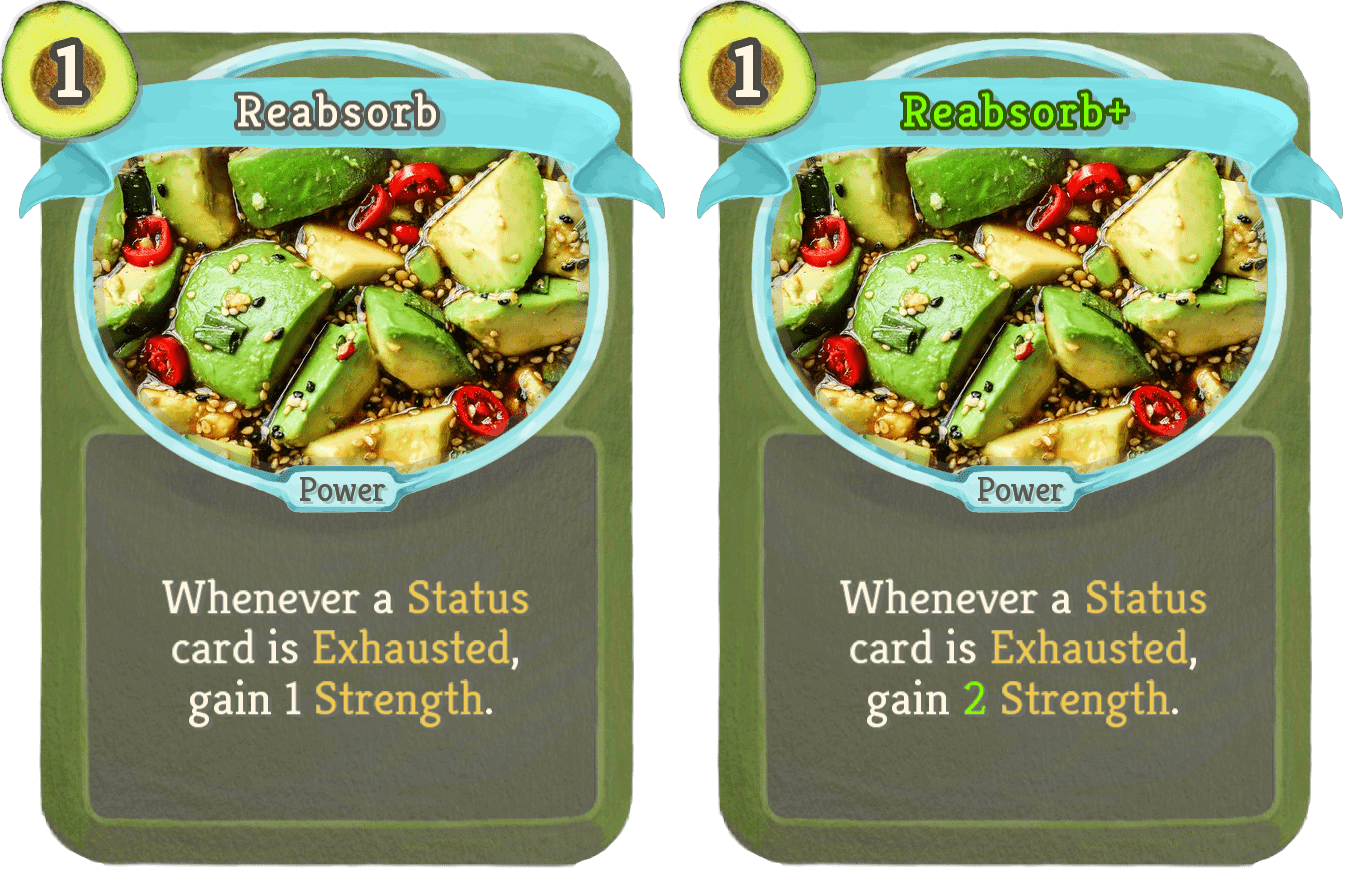 1
Reabsorb
Power
Whenever a Status
card is Exhausted,
gain 1 Strength.
1
Reabsorb+
Power
Whenever a Status
card is Exhausted,
gain 2 Strength.